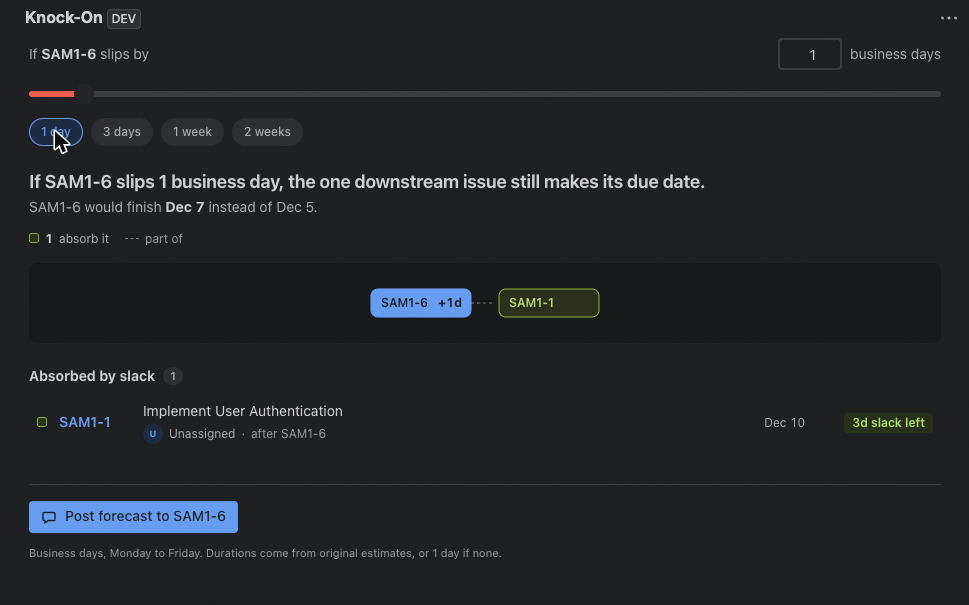 Knock-On DEV
If SAM1-6 slips by 1 business days
1 day 3 days 1 week 2 weeks
If SAM1-6 slips 1 business day, the one downstream issue still makes its due date.
SAM1-6 would finish Dec 7 instead of Dec 5.
1 absorb it --- part of
SAM1-6 +1d SAM1-1
Absorbed by slack 1
SAM1-1 Implement User Authentication Dec 10 3d slack left
U Unassigned · after SAM1-6
Post forecast to SAM1-6
Business days, Monday to Friday. Durations come from original estimates, or 1 day if none.